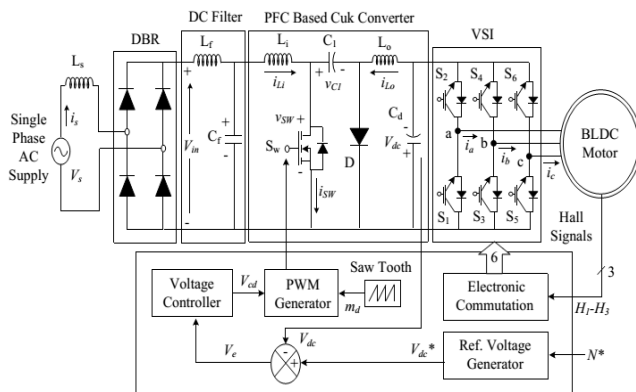 DBR
DC Filter
PFC Based Cuk Converter
VSI
Ls
Lf
Li
C1
Lo
iLi
+ vC1 -
iLo
S2
S4
S6
Single
Phase
AC
Supply
is
Vs
+
Vin
-
Cf
+
-
vSW +
Sw
-
iSW
D
Cd
-
Vdc
+
a
b
c
ia
ib
ic
S1
S3
S5
BLDC
Motor
Hall
Signals
3
6
H1-H3
Voltage
Controller
Vcd
PWM
Generator
Saw Tooth
md
Electronic
Commutation
Ve
-
+
Vdc
Vdc*
Ref. Voltage
Generator
N*